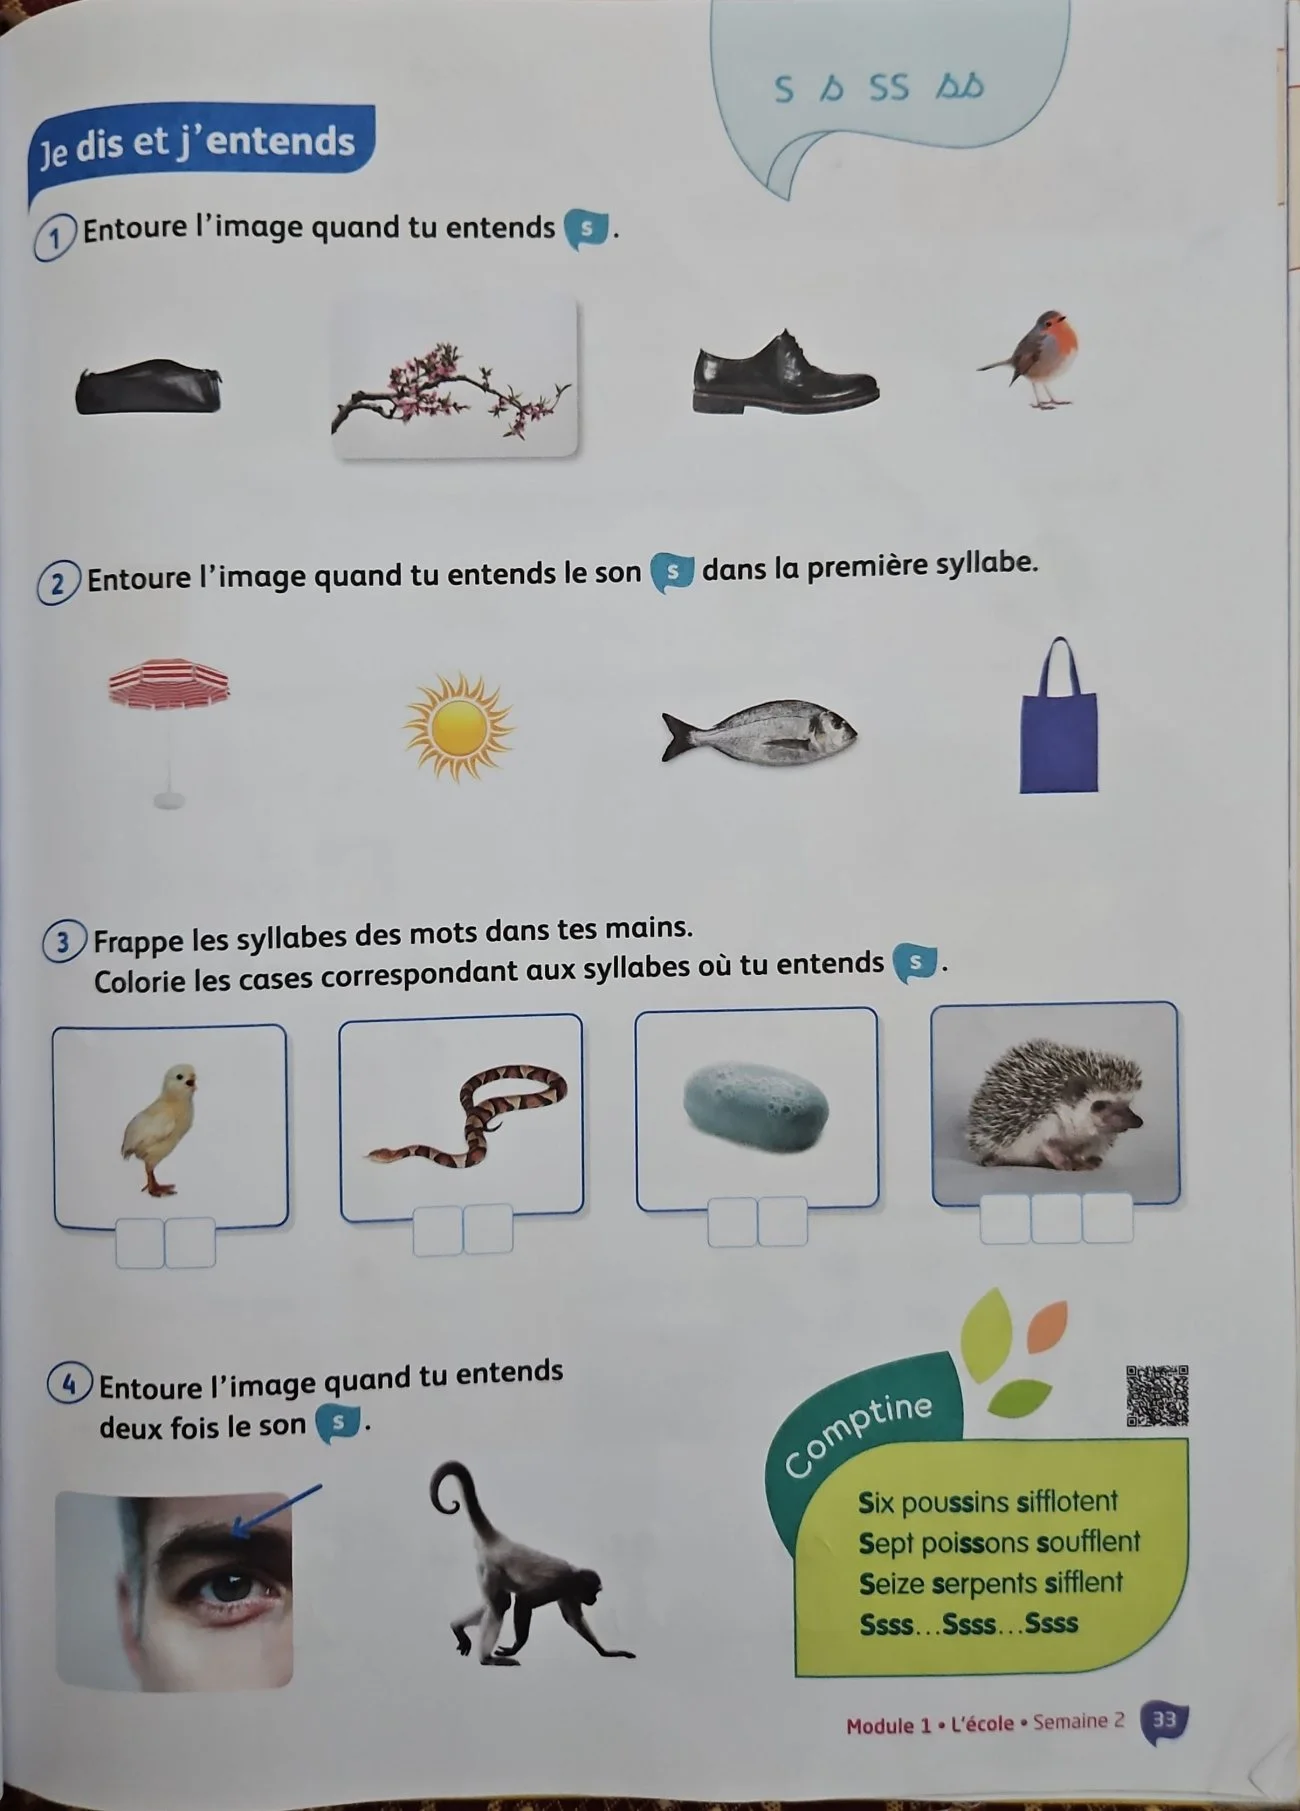 s s ss ss
Je dis et j'entends
1 Entoure l'image quand tu entends s .
2 Entoure l'image quand tu entends le son s dans la première syllabe.
3 Frappe les syllabes des mots dans tes mains.
Colorie les cases correspondant aux syllabes où tu entends s .
4 Entoure l'image quand tu entends
deux fois le son s .
Comptine
Six poussins sifflotent
Sept poissons soufflent
Seize serpents sifflent
Ssss...Ssss...Ssss
Module 1 • L'école • Semaine 2 33